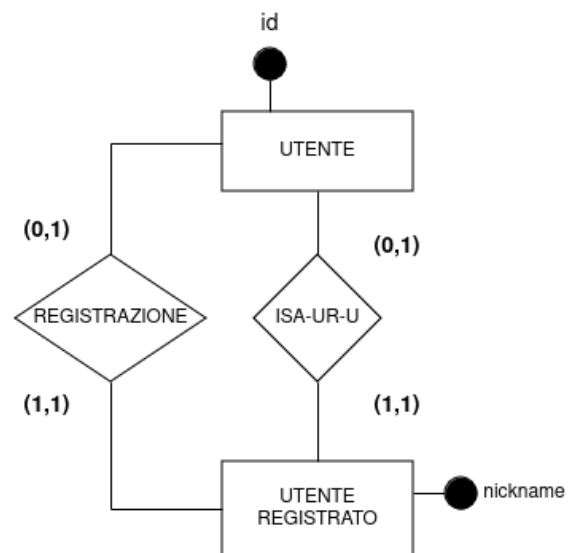 id
UTENTE
(0,1)
(0,1)
REGISTRAZIONE
ISA-UR-U
(1,1)
(1,1)
UTENTE
REGISTRATO
nickname